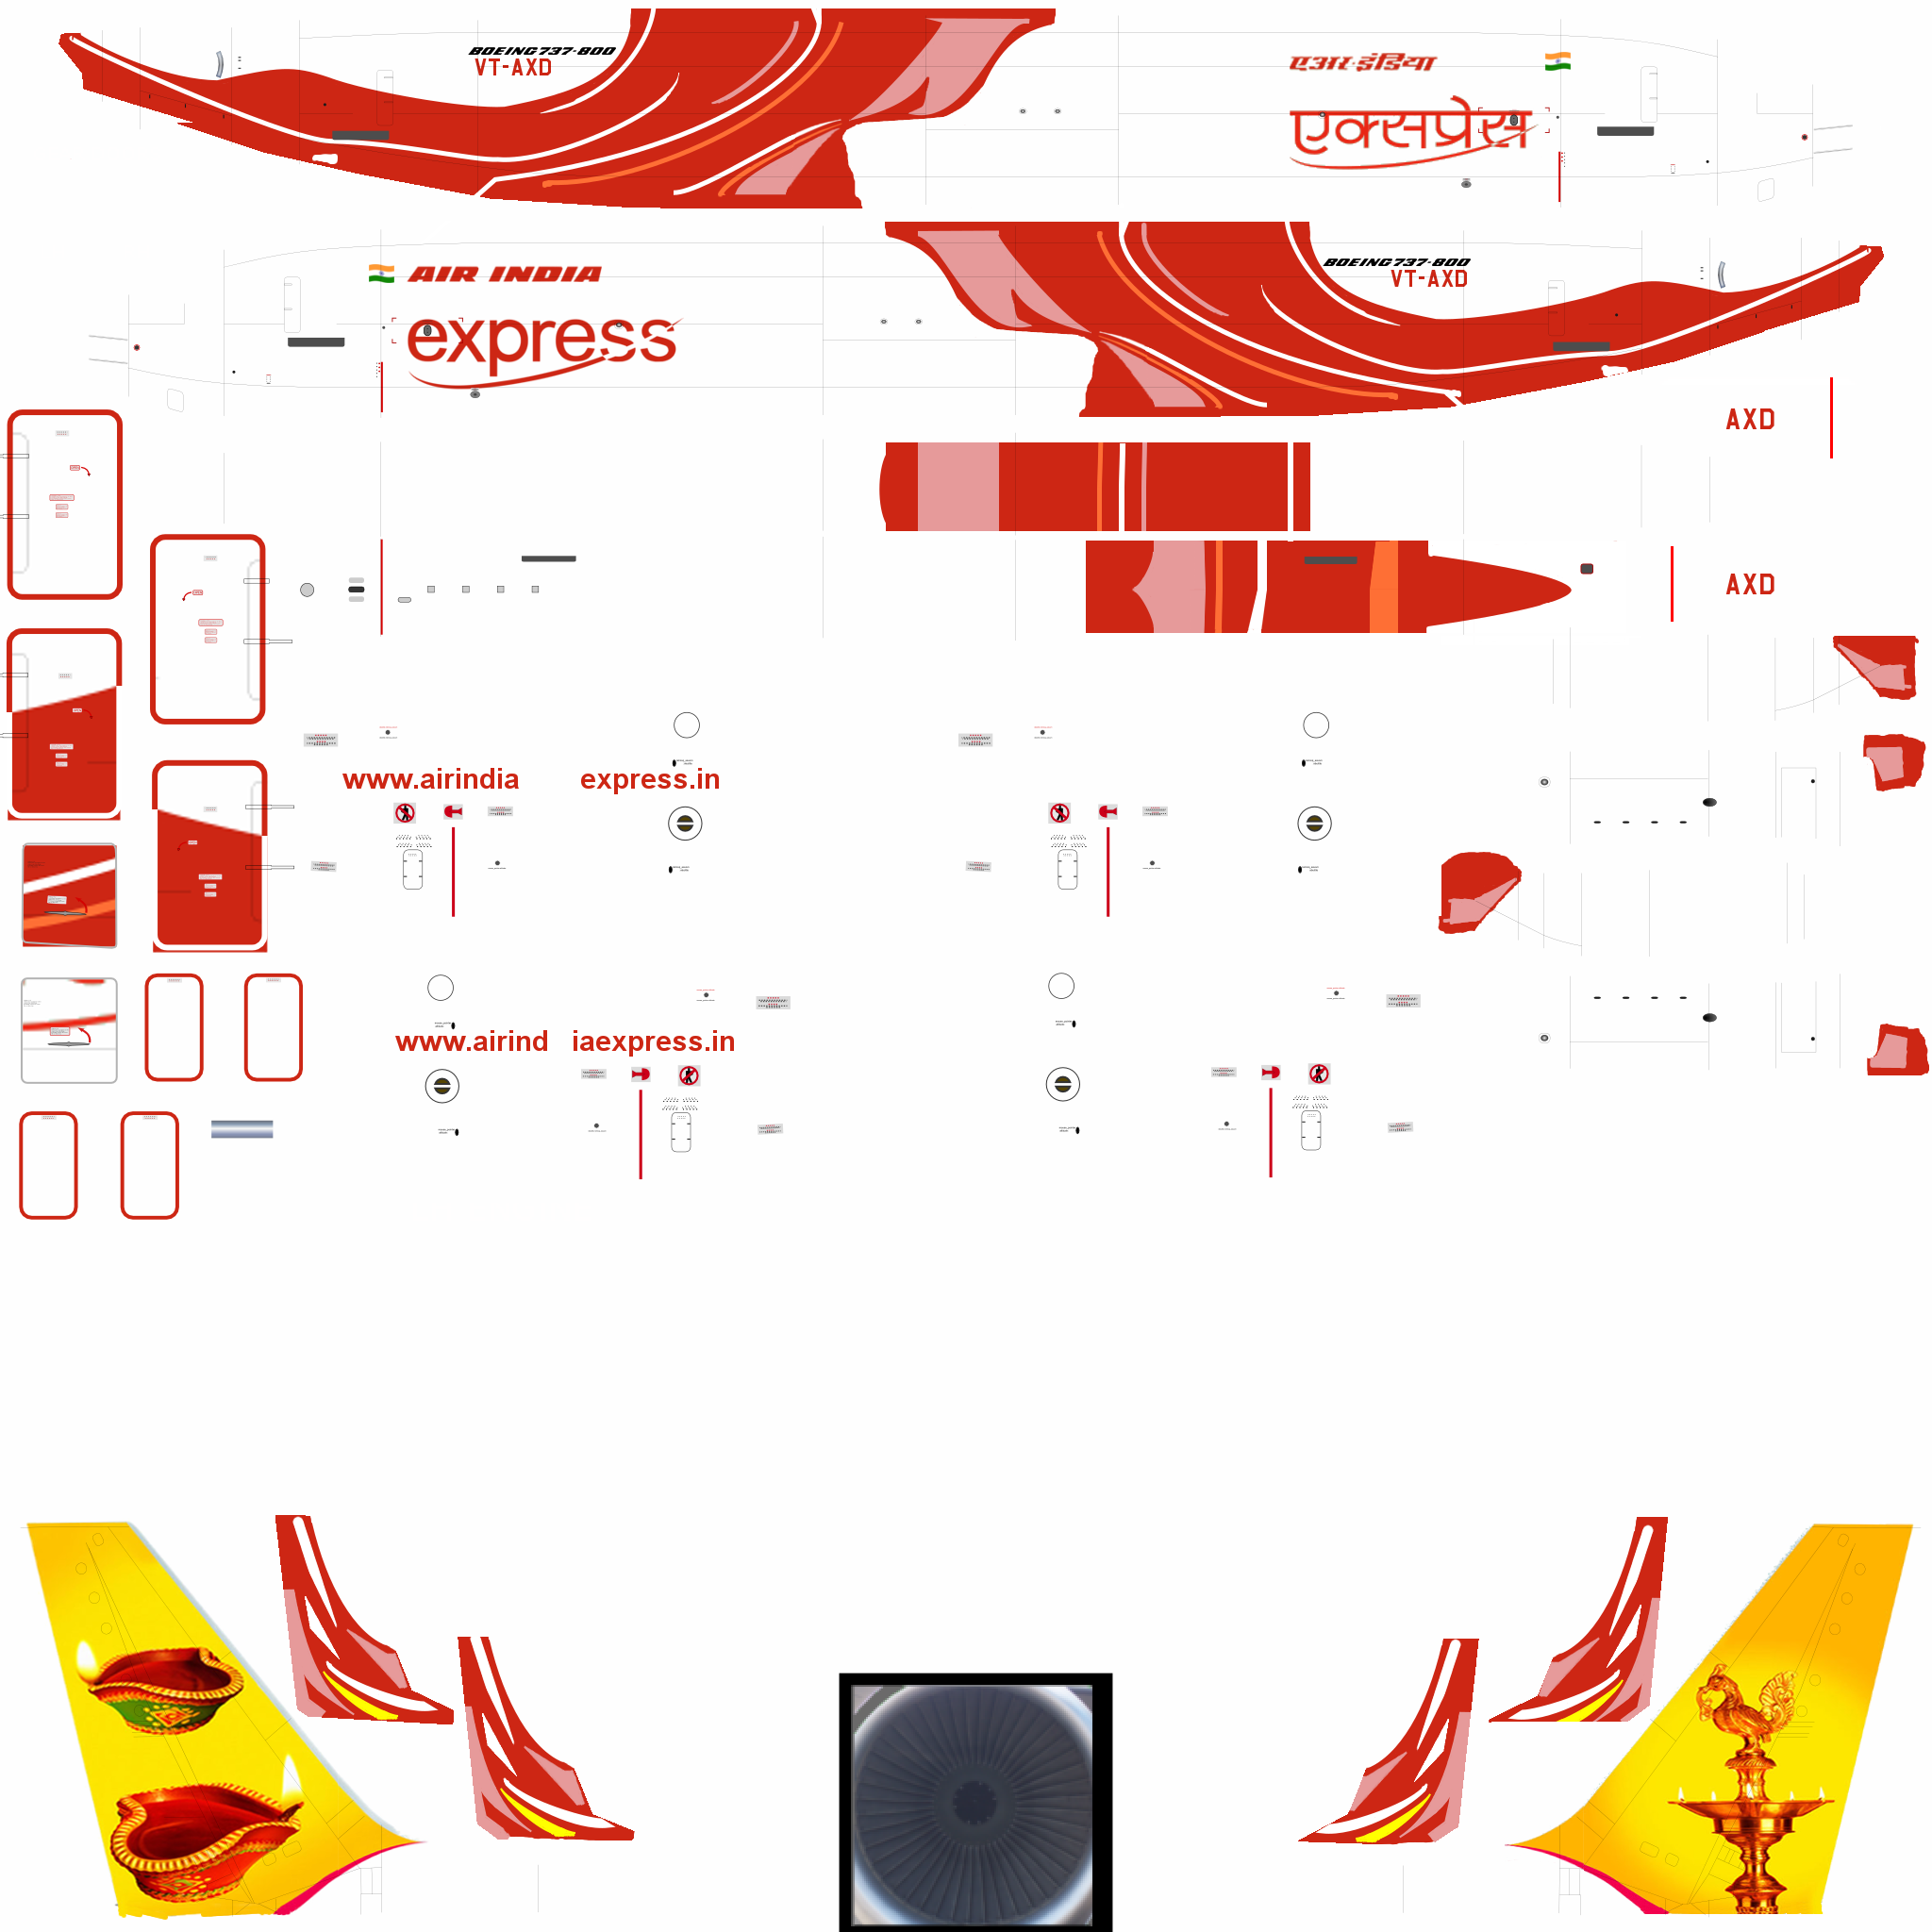 BOEING 737-800
VT-AXD
एअर-इंडिया
एक्सप्रेस
AIR INDIA
express
BOEING 737-800
VT-AXD
AXD
AXD
www.airindia express.in
www.airind iaexpress.in